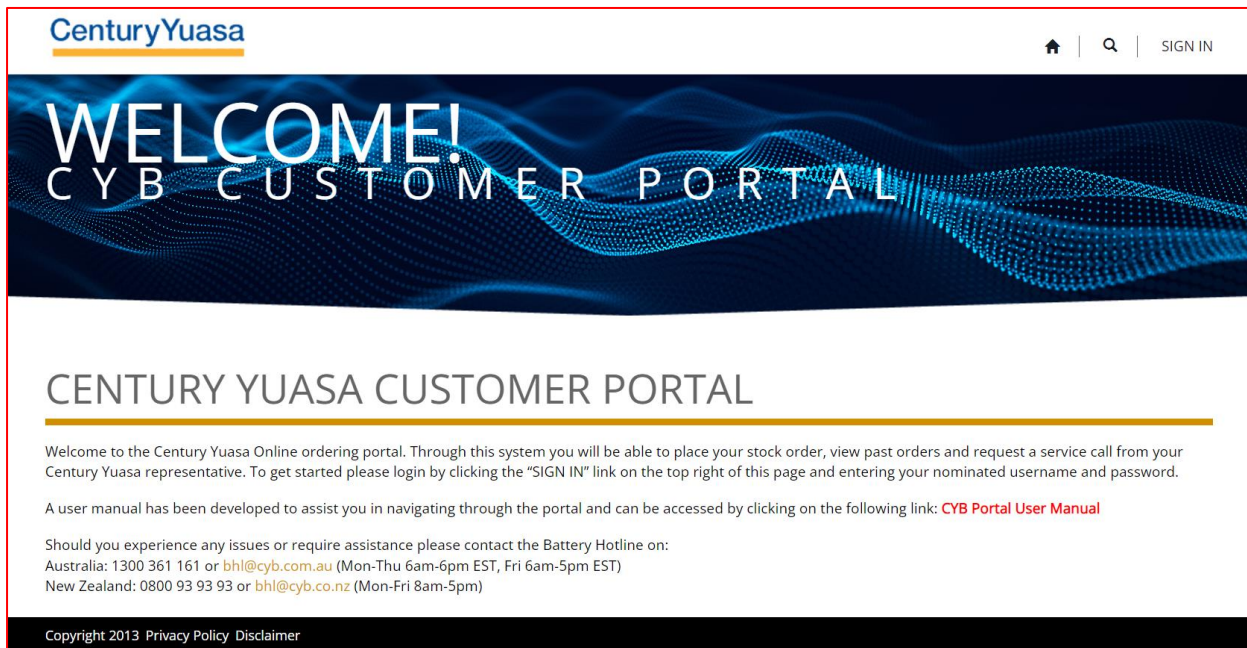 CenturyYuasa
SIGN IN
WELCOME!
CYB CUSTOMER PORTAL
CENTURY YUASA CUSTOMER PORTAL
Welcome to the Century Yuasa Online ordering portal. Through this system you will be able to place your stock order, view past orders and request a service call from your
Century Yuasa representative. To get started please login by clicking the “SIGN IN” link on the top right of this page and entering your nominated username and password.
A user manual has been developed to assist you in navigating through the portal and can be accessed by clicking on the following link: CYB Portal User Manual
Should you experience any issues or require assistance please contact the Battery Hotline on:
Australia: 1300 361 161 or bhl@cyb.com.au (Mon-Thu 6am-6pm EST, Fri 6am-5pm EST)
New Zealand: 0800 93 93 93 or bhl@cyb.co.nz (Mon-Fri 8am-5pm)
Copyright 2013 Privacy Policy Disclaimer